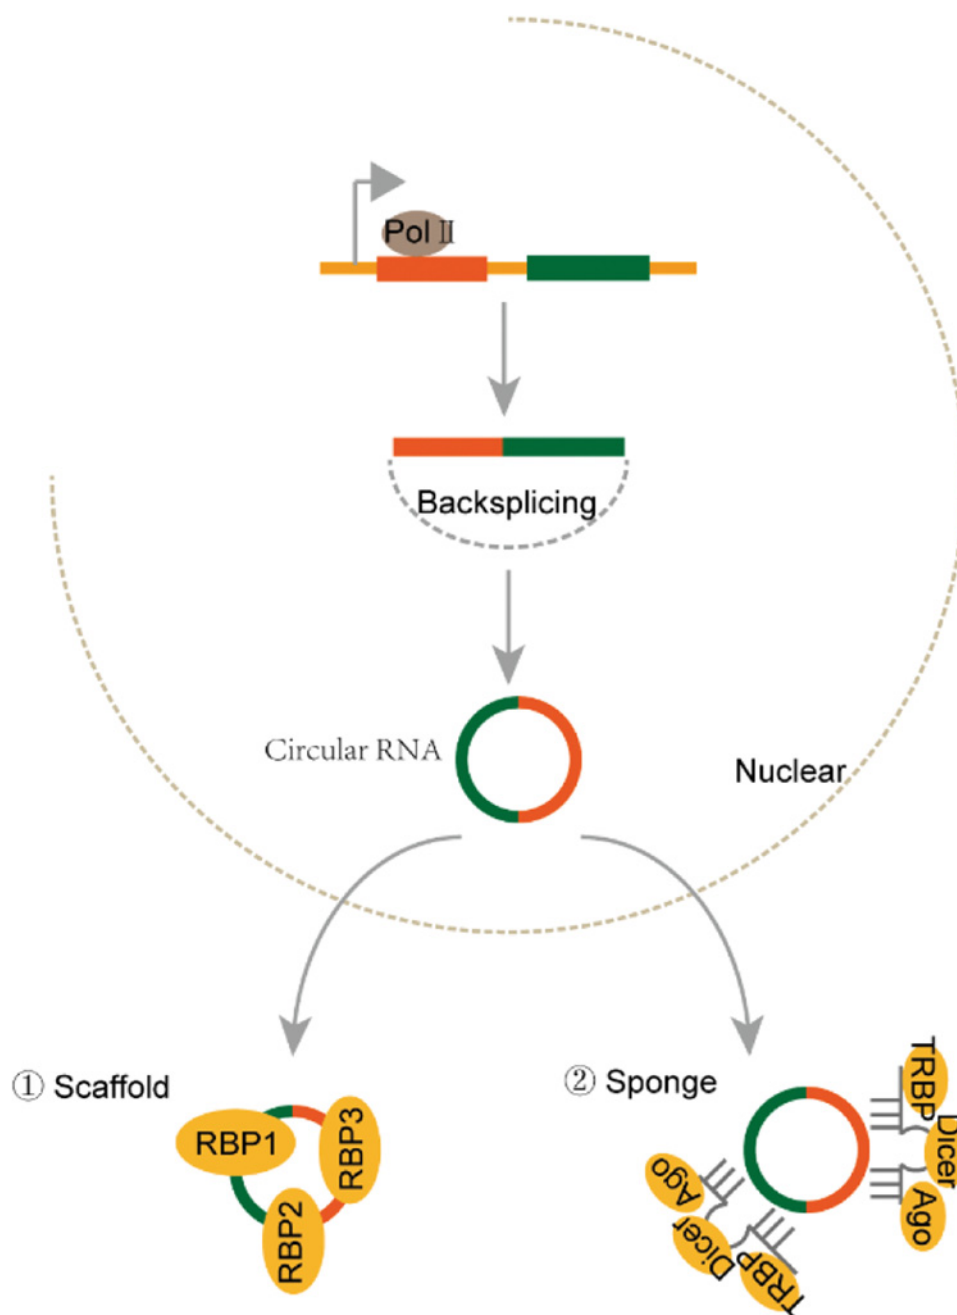 Pol Ⅱ
Backsplicing
Circular RNA
Nuclear
① Scaffold
RBP1
RBP3
RBP2
② Sponge
TRBP
Dicer
Ago
Ago
Dicer
TRBP